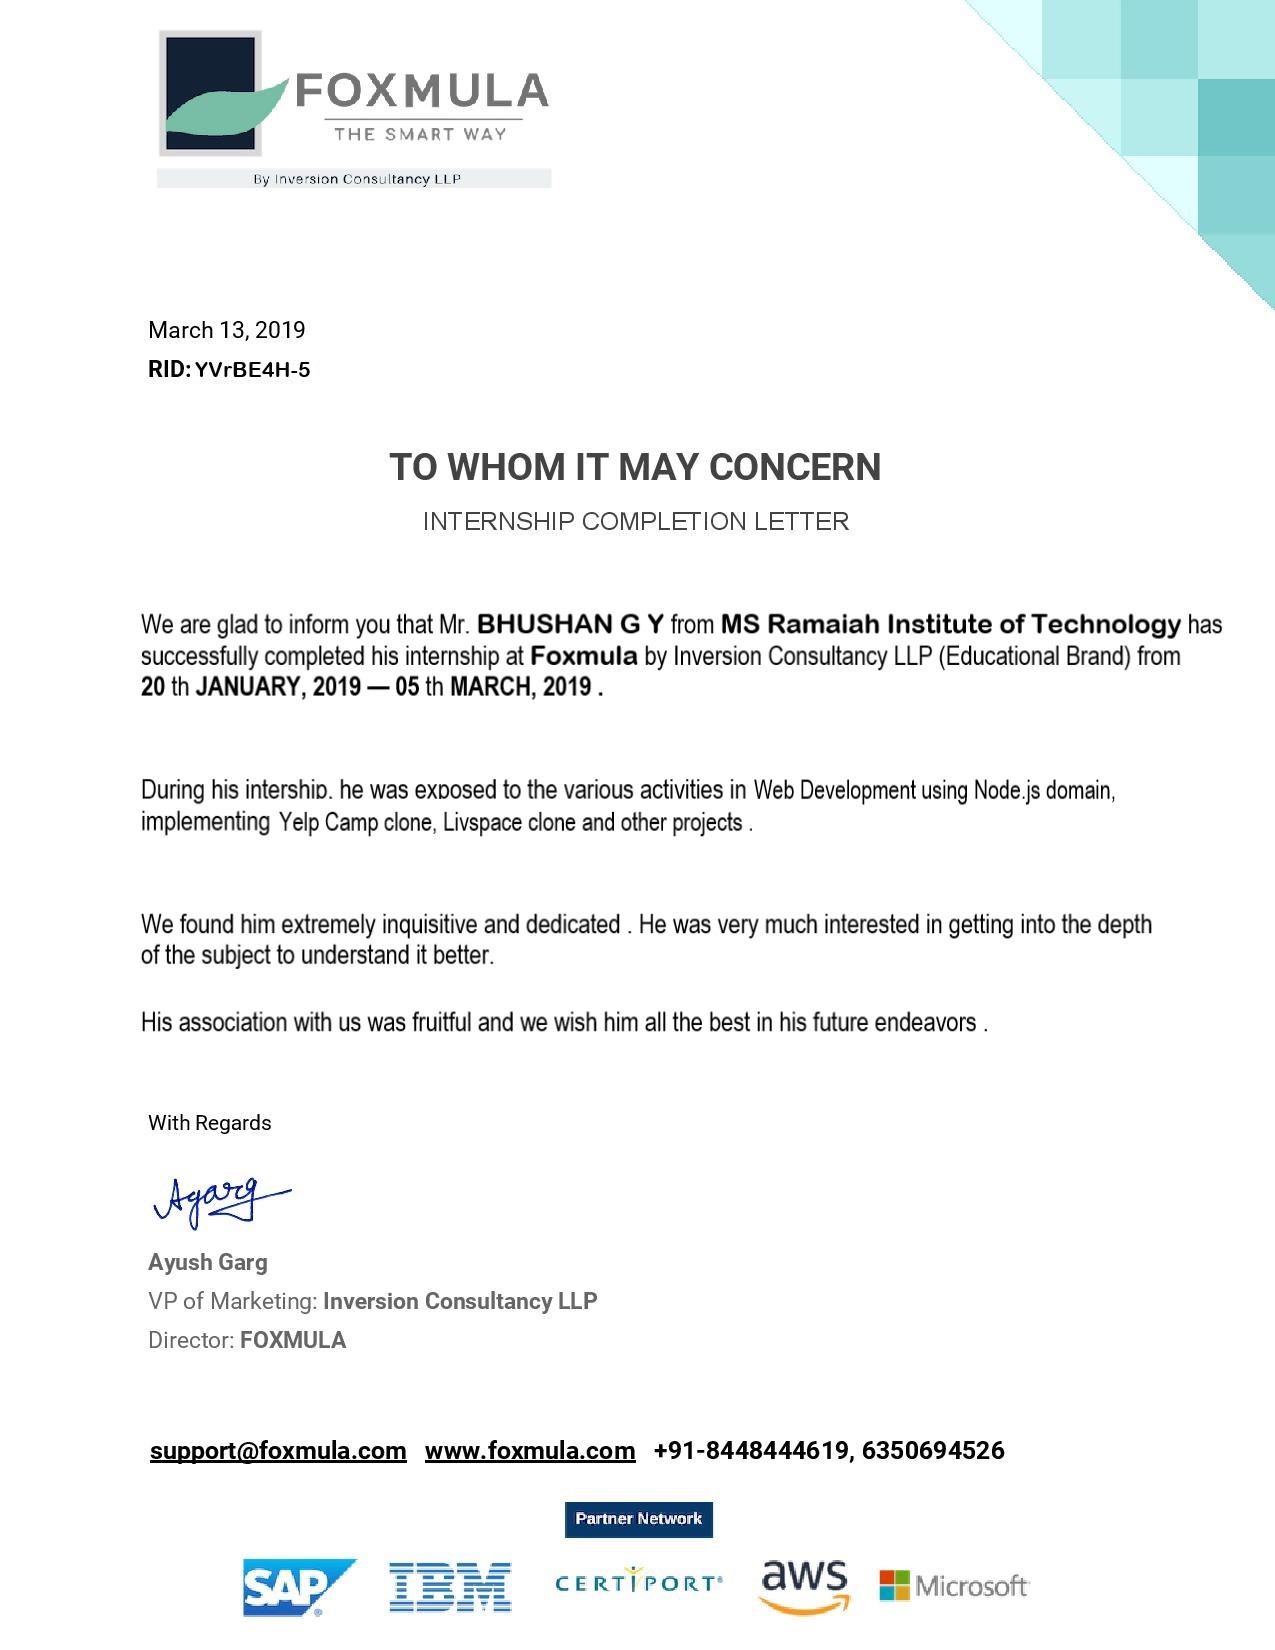 FOXMULA
THE SMART WAY
By Inversion Consultancy LLP
March 13, 2019
RID: YVrBE4H-5
TO WHOM IT MAY CONCERN
INTERNSHIP COMPLETION LETTER
We are glad to inform you that Mr. BHUSHAN G Y from MS Ramaiah Institute of Technology has
successfully completed his internship at Foxmula by Inversion Consultancy LLP (Educational Brand) from
20 th JANUARY, 2019 — 05 th MARCH, 2019 .
During his intership. he was exposed to the various activities in Web Development using Node.js domain,
implementing Yelp Camp clone, Livspace clone and other projects .
We found him extremely inquisitive and dedicated . He was very much interested in getting into the depth
of the subject to understand it better.
His association with us was fruitful and we wish him all the best in his future endeavors .
With Regards
Agarg
Ayush Garg
VP of Marketing: Inversion Consultancy LLP
Director: FOXMULA
support@foxmula.com www.foxmula.com +91-8448444619, 6350694526
Partner Network
SAP ® IBM CERTIPORT® aws Microsoft